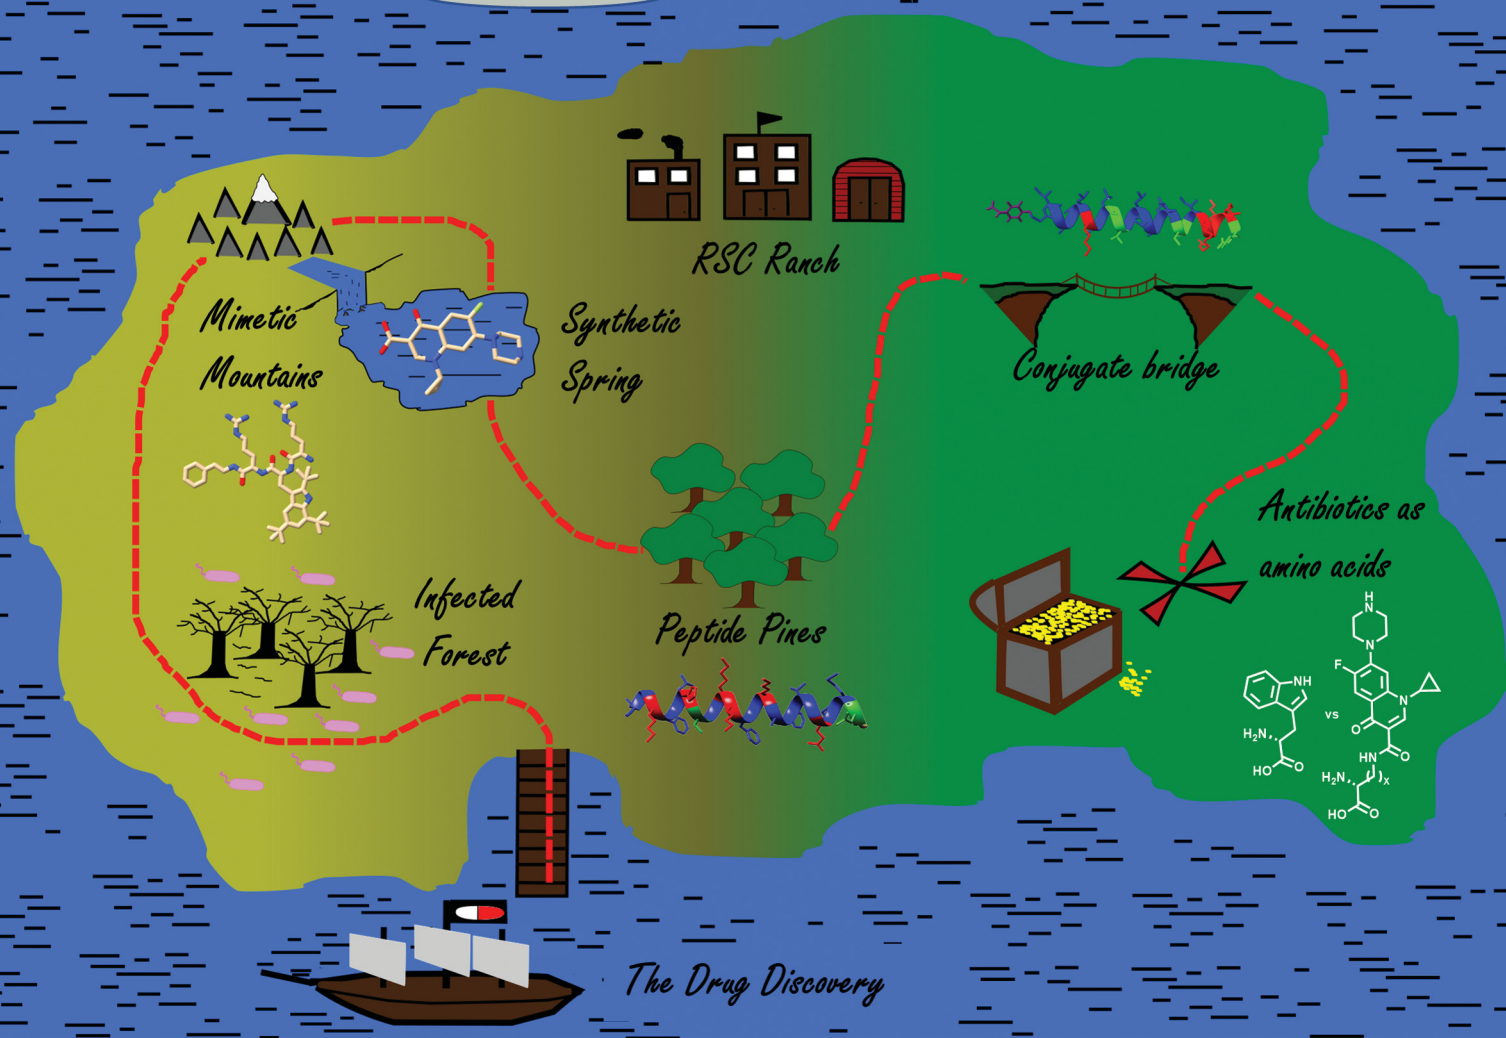 RSC Ranch
Mimetic
Mountains
Synthetic
Spring
Conjugate bridge
Infected
Forest
Peptide Pines
Antibiotics as
amino acids
H
N
N
F
N
O
NH
vs
H₂N
HO
O
HN
O
H₂N
( )x
HO
O
The Drug Discovery